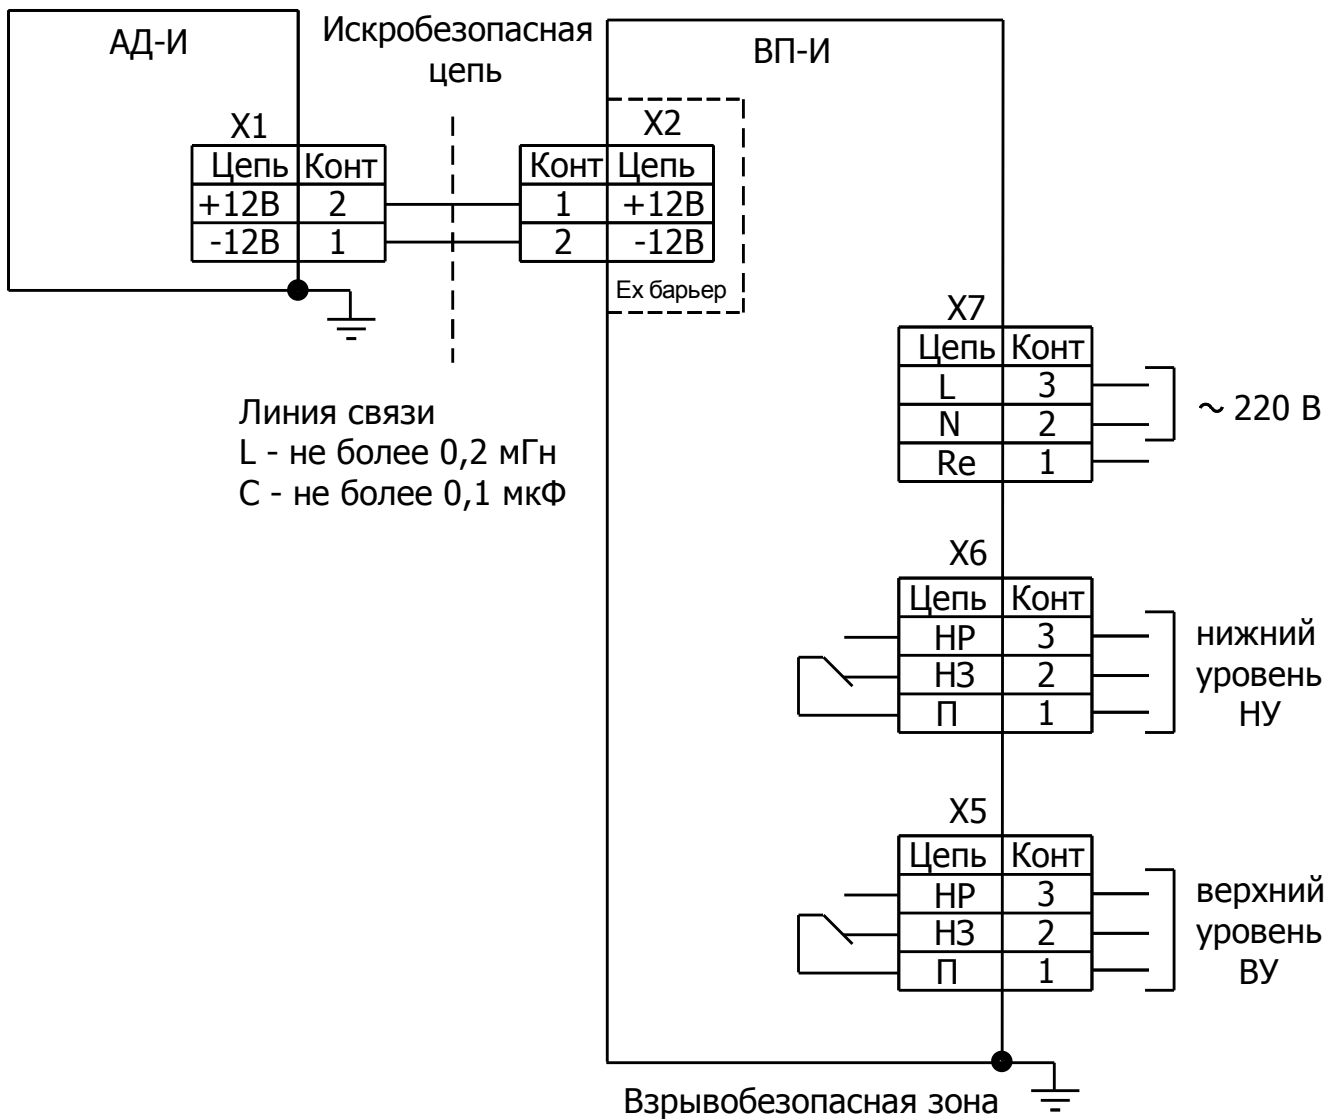 АД-И
Искробезопасная
цепь
ВП-И
X1
Цепь Конт
+12В 2
-12В 1
X2
Конт Цепь
1 +12В
2 -12В
Ex барьер
Линия связи
L - не более 0,2 мГн
С - не более 0,1 мкФ
X7
Цепь Конт
L 3
N 2
Re 1
~ 220 В
X6
Цепь Конт
НР 3
НЗ 2
П 1
нижний
уровень
НУ
X5
Цепь Конт
НР 3
НЗ 2
П 1
верхний
уровень
ВУ
Взрывобезопасная зона